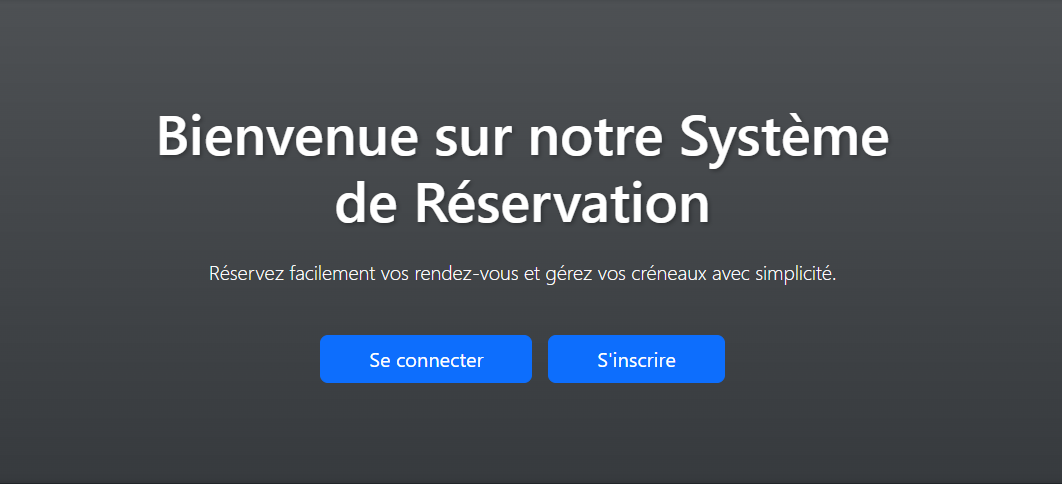 Bienvenue sur notre Système
de Réservation
Réservez facilement vos rendez-vous et gérez vos créneaux avec simplicité.
Se connecter
S'inscrire